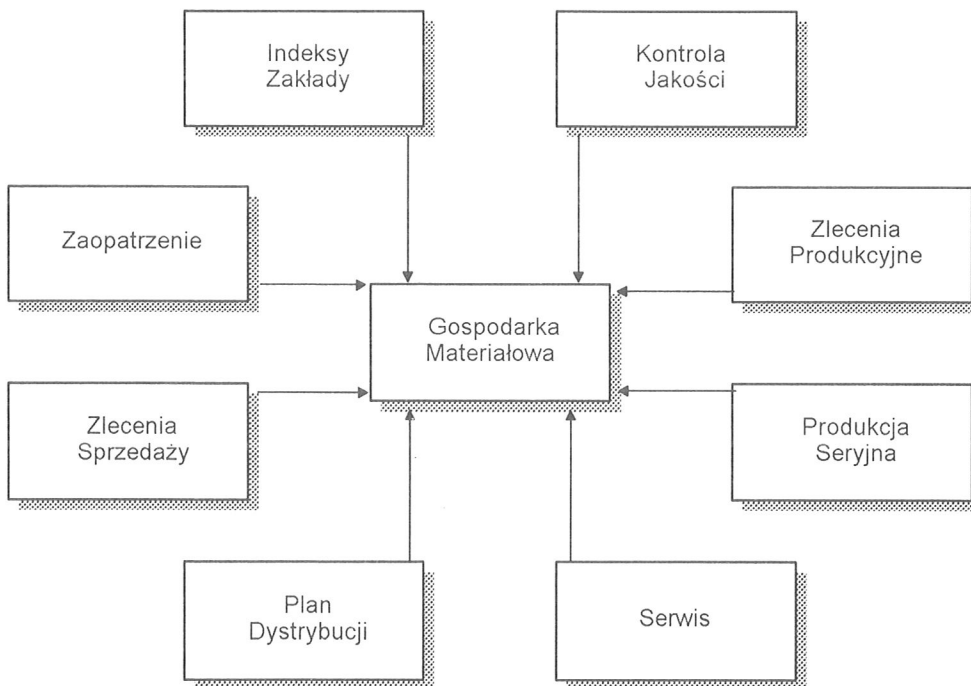 Indeksy
Zakłady
Kontrola
Jakości
Zaopatrzenie
Zlecenia
Produkcyjne
Gospodarka
Materiałowa
Zlecenia
Sprzedaży
Produkcja
Seryjna
Plan
Dystrybucji
Serwis